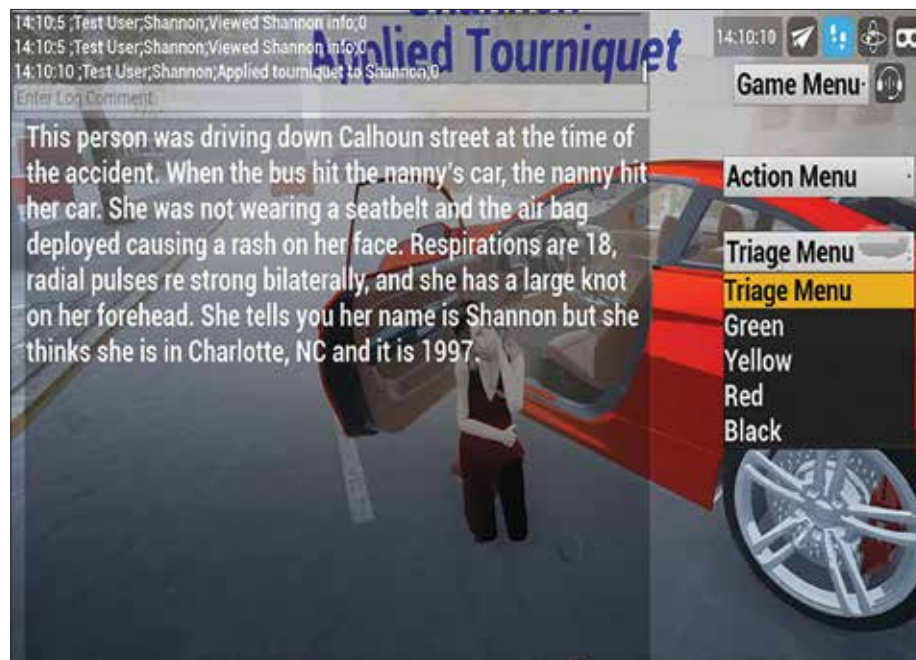 Shannon
Applied Tourniquet
14:10:5 ;Test User;Shannon;Viewed Shannon info;0
14:10:5 ;Test User;Shannon;Viewed Shannon info;0
14:10:10 ;Test User;Shannon;Applied tourniquet to Shannon;0
Enter Log Comment
This person was driving down Calhoun street at the time of
the accident. When the bus hit the nanny's car, the nanny hit
her car. She was not wearing a seatbelt and the air bag
deployed causing a rash on her face. Respirations are 18,
radial pulses re strong bilaterally, and she has a large knot
on her forehead. She tells you her name is Shannon but she
thinks she is in Charlotte, NC and it is 1997.
14:10:10
Game Menu
Action Menu
Triage Menu
Triage Menu
Green
Yellow
Red
Black